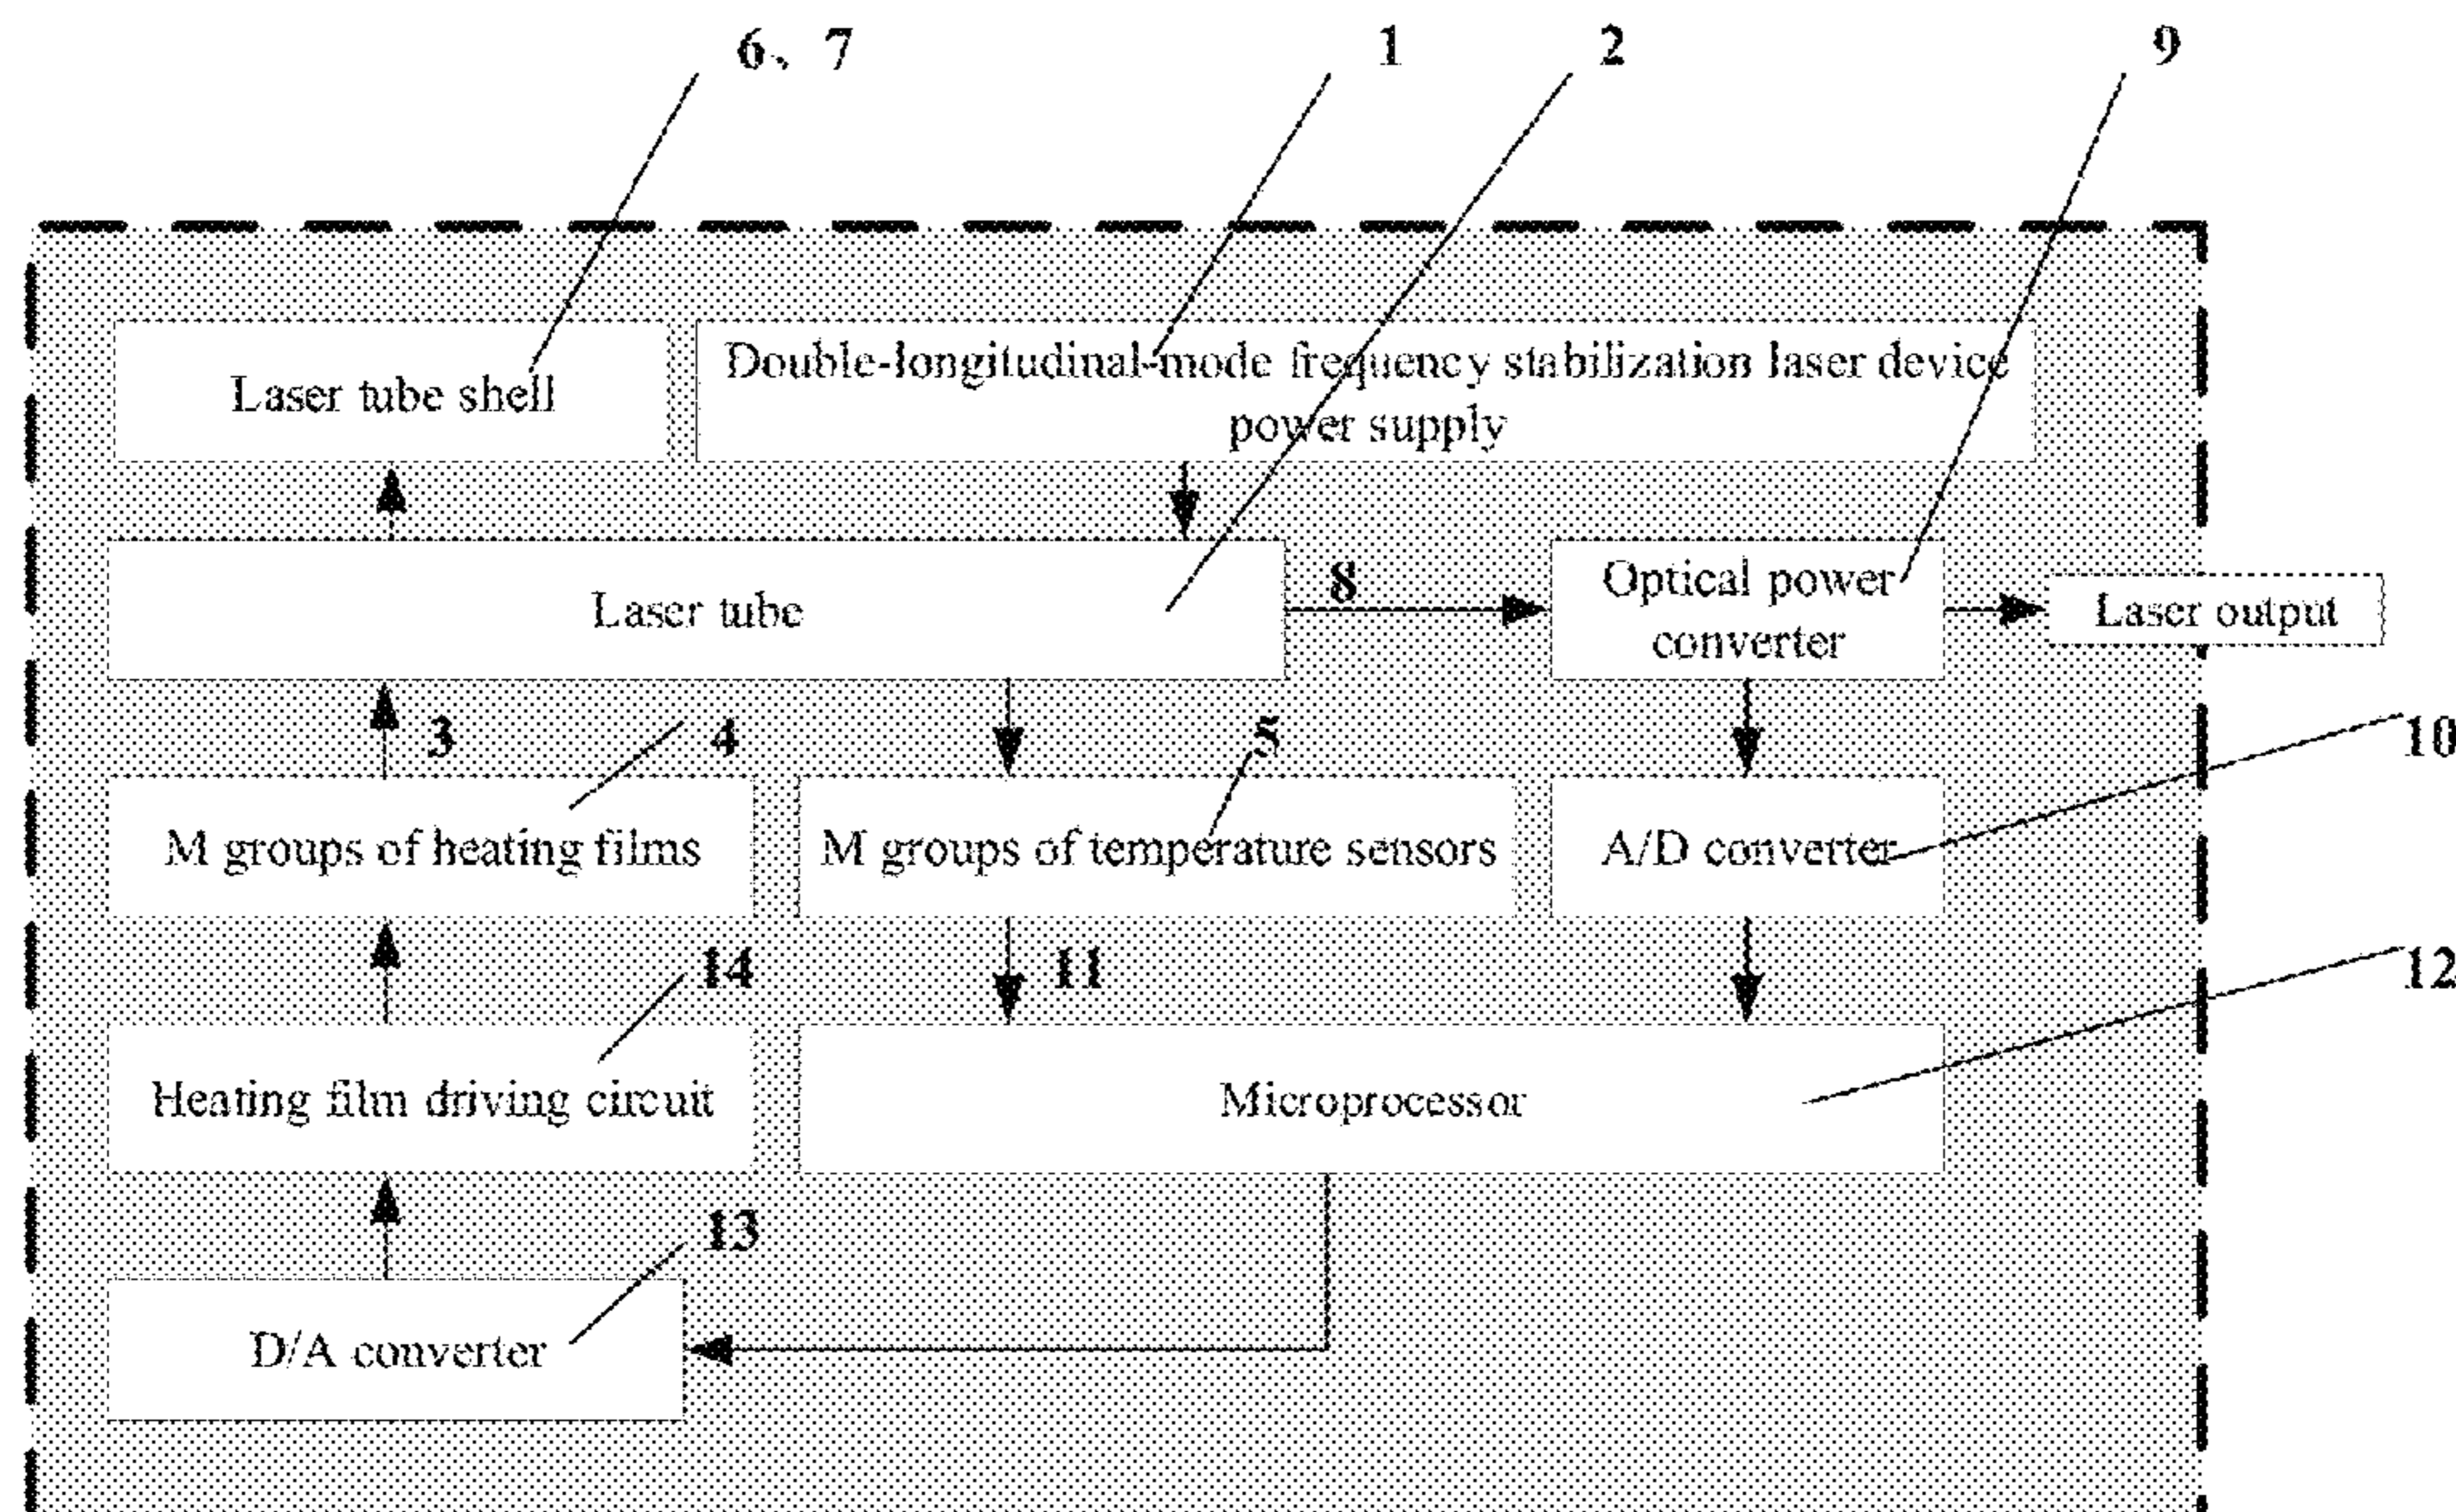 6、 7
1
2
9
Laser tube shell
Double-longitudinal-mode frequency stabilization laser device
power supply
Laser tube
8
Optical power
converter
Laser output
3
4
5
10
M groups of heating films
M groups of temperature sensors
A/D converter
14
11
12
Heating film driving circuit
Microprocessor
13
D/A converter